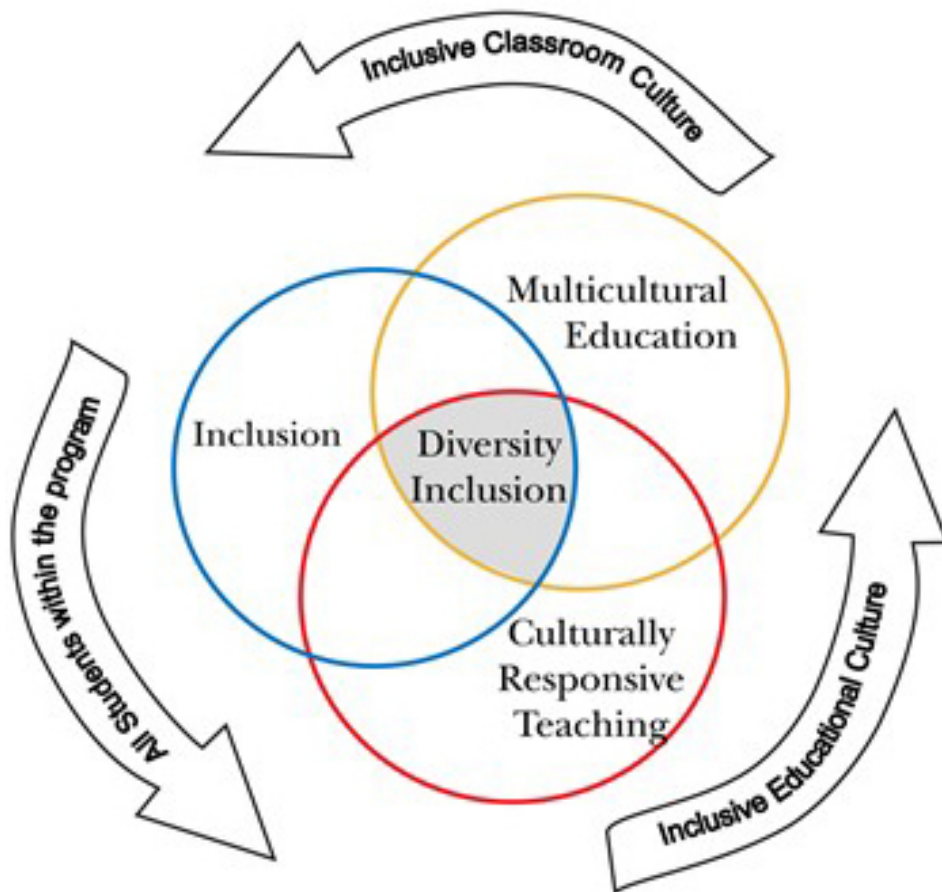 Inclusive Classroom Culture
Multicultural
Education
Inclusion
Diversity
Inclusion
Culturally
Responsive
Teaching
All Students within the program
Inclusive Educational Culture